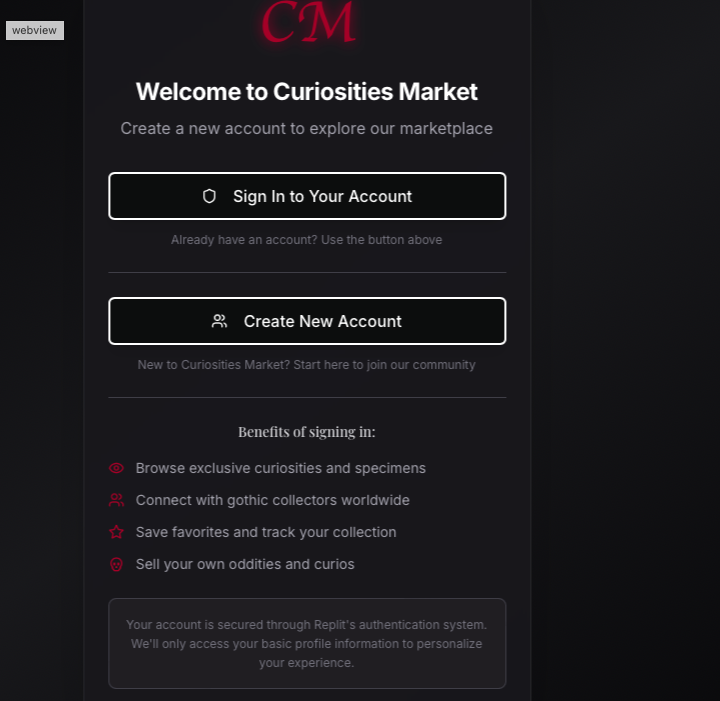 webview
CM
Welcome to Curiosities Market
Create a new account to explore our marketplace
Sign In to Your Account
Already have an account? Use the button above
Create New Account
New to Curiosities Market? Start here to join our community
Benefits of signing in:
Browse exclusive curiosities and specimens
Connect with gothic collectors worldwide
Save favorites and track your collection
Sell your own oddities and curios
Your account is secured through Replit's authentication system.
We'll only access your basic profile information to personalize
your experience.